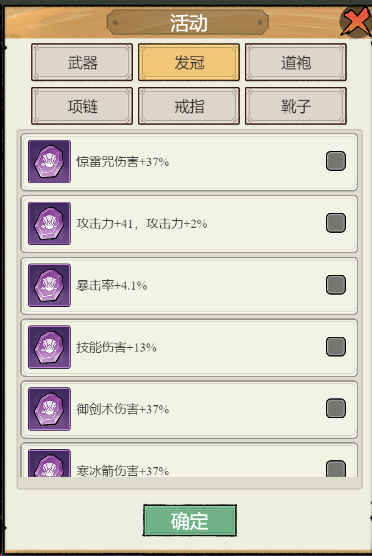 活动
武器 发冠 道袍
项链 戒指 靴子
惊雷咒伤害+37%
攻击力+41，攻击力+2%
暴击率+4.1%
技能伤害+13%
御剑术伤害+37%
寒冰箭伤害+37%
确定